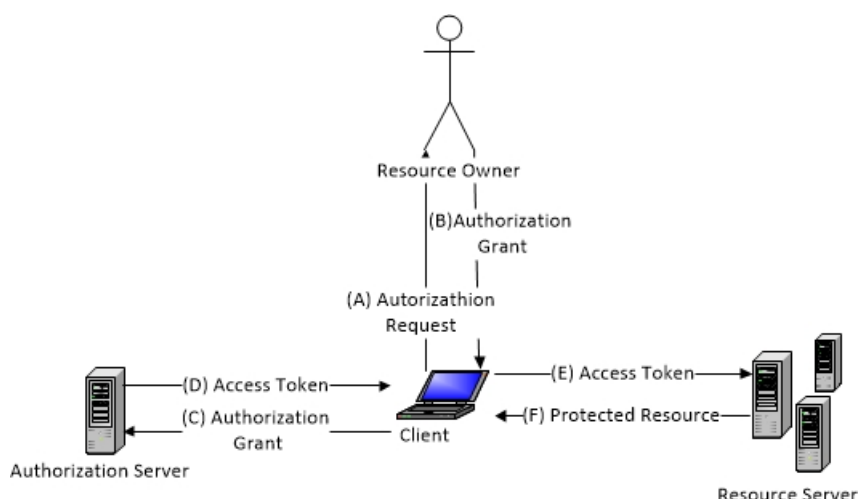 Resource Owner
(B)Authorization
Grant
(A) Autorizathion
Request
(D) Access Token
(E) Access Token
(C) Authorization
Grant
(F) Protected Resource
Client
Authorization Server
Resource Server